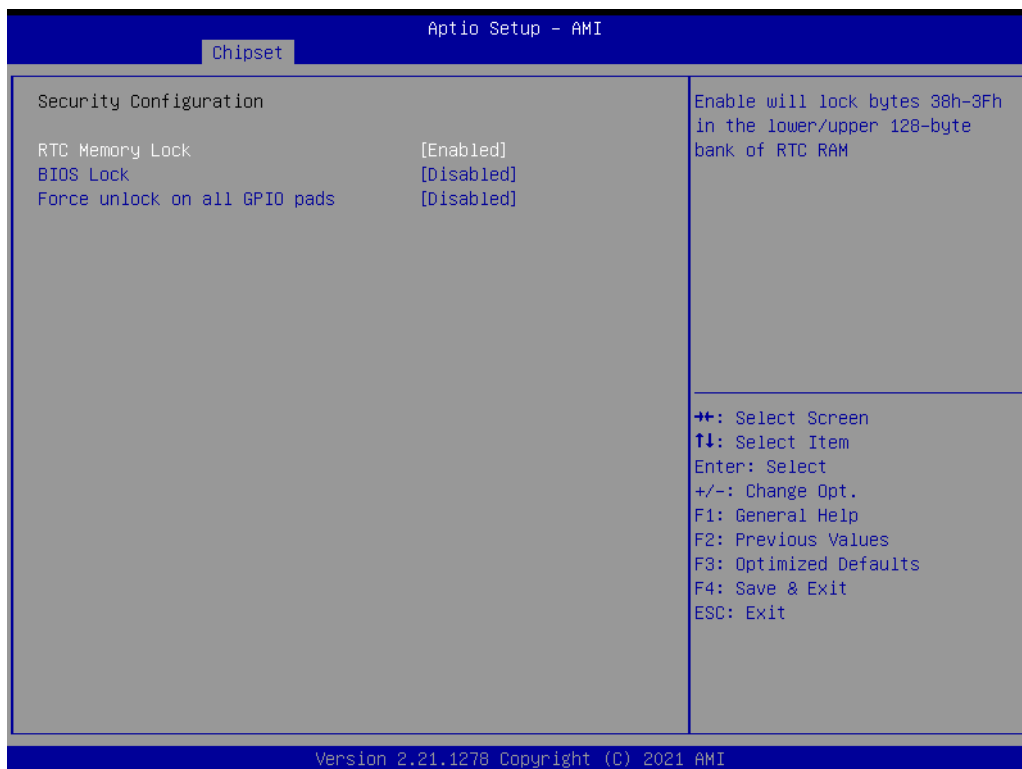 Aptio Setup – AMI
Chipset
Security Configuration
RTC Memory Lock [Enabled]
BIOS Lock [Disabled]
Force unlock on all GPIO pads [Disabled]
Enable will lock bytes 38h–3Fh
in the lower/upper 128–byte
bank of RTC RAM
→←: Select Screen
↑↓: Select Item
Enter: Select
+/–: Change Opt.
F1: General Help
F2: Previous Values
F3: Optimized Defaults
F4: Save & Exit
ESC: Exit
Version 2.21.1278 Copyright (C) 2021 AMI